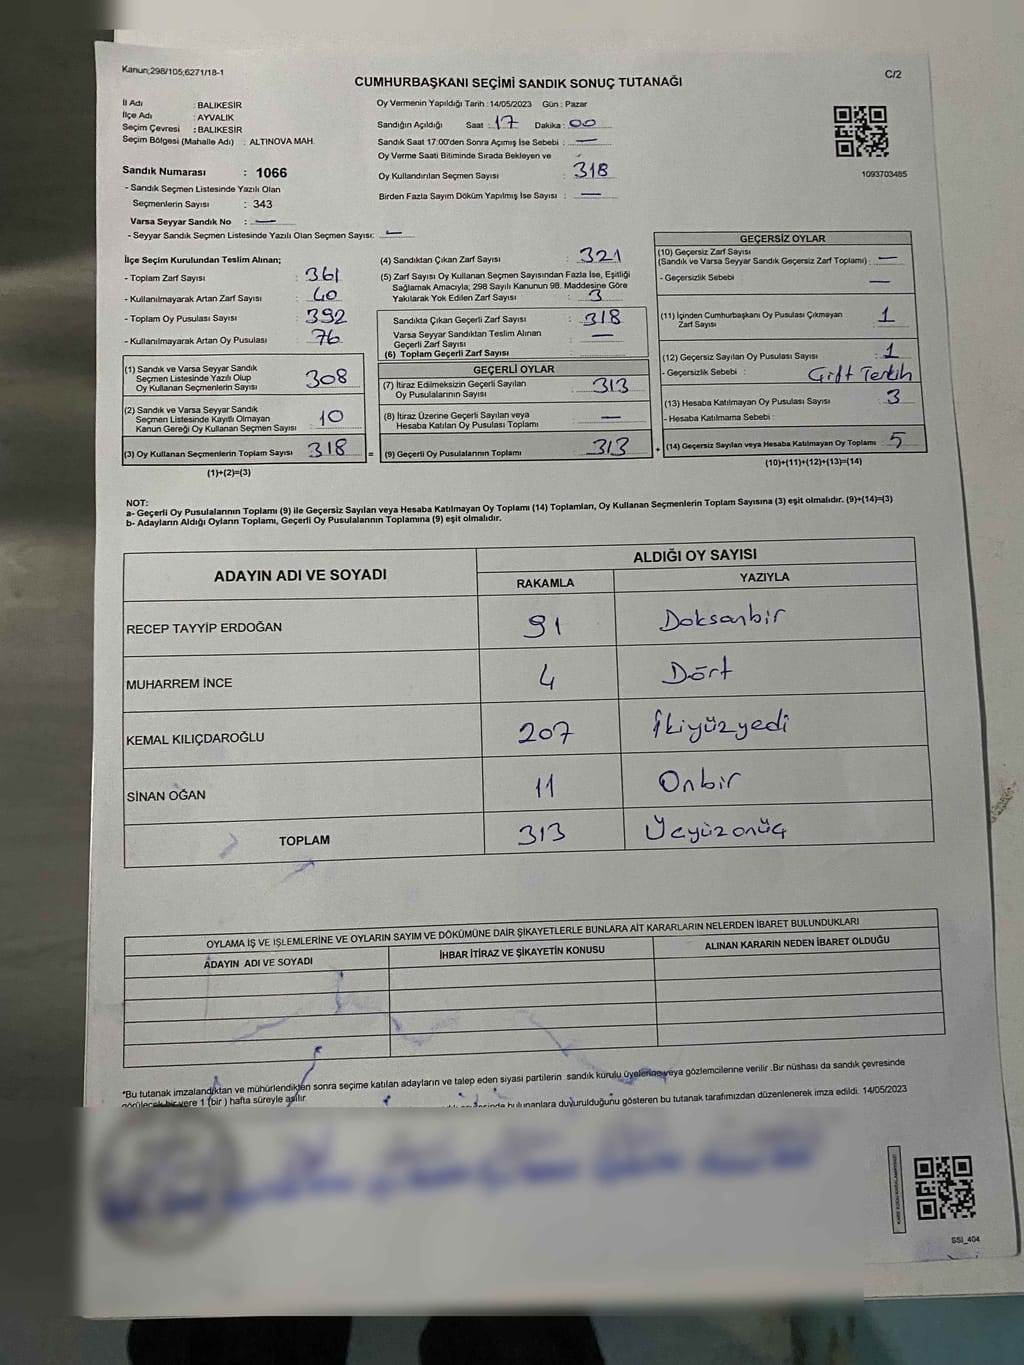 Kanun;298/105;6271/18-1
C/2
CUMHURBAŞKANI SEÇİMİ SANDIK SONUÇ TUTANAĞI
İl Adı : BALIKESİR
İlçe Adı : AYVALIK
Seçim Çevresi : BALIKESİR
Seçim Bölgesi (Mahalle Adı) : ALTINOVA MAH.
Oy Vermenin Yapıldığı Tarih : 14/05/2023 Gün : Pazar
Sandığın Açıldığı Saat : 17 Dakika : 00
Sandık Saat 17:00'den Sonra Açımış İse Sebebi : —
Oy Verme Saati Bitiminde Sırada Bekleyen ve
Oy Kullandırılan Seçmen Sayısı : 318
Birden Fazla Sayım Döküm Yapılmış İse Sayısı : —
1093703485
Sandık Numarası : 1066
- Sandık Seçmen Listesinde Yazılı Olan
Seçmenlerin Sayısı : 343
Varsa Seyyar Sandık No : —
- Seyyar Sandık Seçmen Listesinde Yazılı Olan Seçmen Sayısı: —
İlçe Seçim Kurulundan Teslim Alınan;
- Toplam Zarf Sayısı : 361
- Kullanılmayarak Artan Zarf Sayısı : 40
- Toplam Oy Pusulası Sayısı : 392
- Kullanılmayarak Artan Oy Pusulası : 76
(1) Sandık ve Varsa Seyyar Sandık
Seçmen Listesinde Yazılı Olup
Oy Kullanan Seçmenlerin Sayısı 308
(2) Sandık ve Varsa Seyyar Sandık
Seçmen Listesinde Kayıtlı Olmayan
Kanun Gereği Oy Kullanan Seçmen Sayısı : 10
(3) Oy Kullanan Seçmenlerin Toplam Sayısı 318 =
(1)+(2)=(3)
(4) Sandıktan Çıkan Zarf Sayısı : 321
(5) Zarf Sayısı Oy Kullanan Seçmen Sayısından Fazla İse, Eşitliği
Sağlamak Amacıyla; 298 Sayılı Kanunun 98. Maddesine Göre
Yakılarak Yok Edilen Zarf Sayısı : 3
Sandıkta Çıkan Geçerli Zarf Sayısı : 318
Varsa Seyyar Sandıktan Teslim Alınan
Geçerli Zarf Sayısı : —
(6) Toplam Geçerli Zarf Sayısı :
GEÇERLİ OYLAR
(7) İtiraz Edilmeksizin Geçerli Sayılan
Oy Pusulalarının Sayısı : 313
(8) İtiraz Üzerine Geçerli Sayılan veya
Hesaba Katılan Oy Pusulası Toplamı : —
(9) Geçerli Oy Pusulalarının Toplamı : 313 +
GEÇERSİZ OYLAR
(10) Geçersiz Zarf Sayısı
(Sandık ve Varsa Seyyar Sandık Geçersiz Zarf Toplamı) : —
- Geçersizlik Sebebi : —
(11) İçinden Cumhurbaşkanı Oy Pusulası Çıkmayan
Zarf Sayısı : 1
(12) Geçersiz Sayılan Oy Pusulası Sayısı : 1
- Geçersizlik Sebebi : Çift Tercih
(13) Hesaba Katılmayan Oy Pusulası Sayısı : 3
- Hesaba Katılmama Sebebi :
(14) Geçersiz Sayılan veya Hesaba Katılmayan Oy Toplamı : 5
(10)+(11)+(12)+(13)=(14)
NOT:
a- Geçerli Oy Pusulalarının Toplamı (9) ile Geçersiz Sayılan veya Hesaba Katılmayan Oy Toplamı (14) Toplamları, Oy Kullanan Seçmenlerin Toplam Sayısına (3) eşit olmalıdır. (9)+(14)=(3)
b- Adayların Aldığı Oyların Toplamı, Geçerli Oy Pusulalarının Toplamına (9) eşit olmalıdır.
ADAYIN ADI VE SOYADI
ALDIĞI OY SAYISI
RAKAMLA YAZIYLA
RECEP TAYYİP ERDOĞAN 91 Doksanbir
MUHARREM İNCE 4 Dört
KEMAL KILIÇDAROĞLU 207 İkiyüzyedi
SİNAN OĞAN 11 Onbir
TOPLAM 313 Üçyüzonüç
OYLAMA İŞ VE İŞLEMLERİNE VE OYLARIN SAYIM VE DÖKÜMÜNE DAİR ŞİKAYETLERLE BUNLARA AİT KARARLARIN NELERDEN İBARET BULUNDUKLARI
ADAYIN ADI VE SOYADI İHBAR İTİRAZ VE ŞİKAYETİN KONUSU ALINAN KARARIN NEDEN İBARET OLDUĞU
*Bu tutanak imzalandıktan ve mühürlendikten sonra seçime katılan adayların ve talep eden siyasi partilerin sandık kurulu üyelerine veya gözlemcilerine verilir .Bir nüshası da sandık çevresinde
görülecek bir yere 1 (bir ) hafta süreyle asılır
bulunanlara duyurulduğunu gösteren bu tutanak tarafımızdan düzenlenerek imza edildi. 14/05/2023
SSİ_404